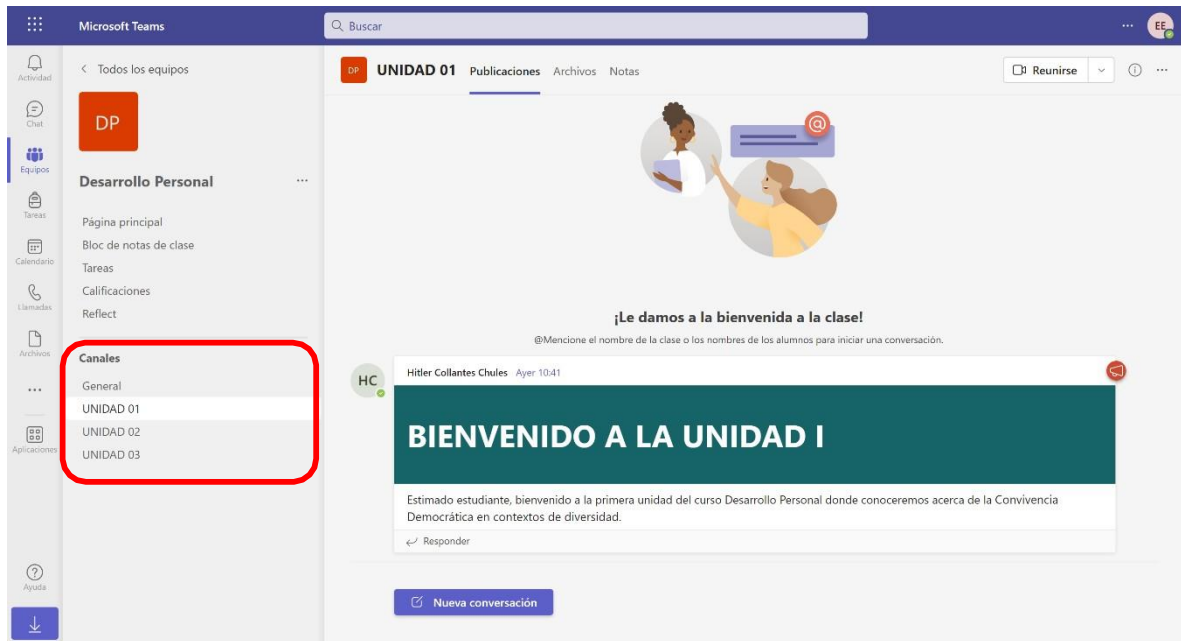 Microsoft Teams
Buscar
EE
Actividad
Chat
Equipos
Tareas
Calendario
Llamadas
Archivos
Aplicaciones
Ayuda
Todos los equipos
DP
Desarrollo Personal
Página principal
Bloc de notas de clase
Tareas
Calificaciones
Reflect
Canales
General
UNIDAD 01
UNIDAD 02
UNIDAD 03
DP UNIDAD 01 Publicaciones Archivos Notas
Reunirse
@
¡Le damos a la bienvenida a la clase!
@Mencione el nombre de la clase o los nombres de los alumnos para iniciar una conversación.
HC
Hitler Collantes Chules Ayer 10:41
BIENVENIDO A LA UNIDAD I
Estimado estudiante, bienvenido a la primera unidad del curso Desarrollo Personal donde conoceremos acerca de la Convivencia
Democrática en contextos de diversidad.
Responder
Nueva conversación